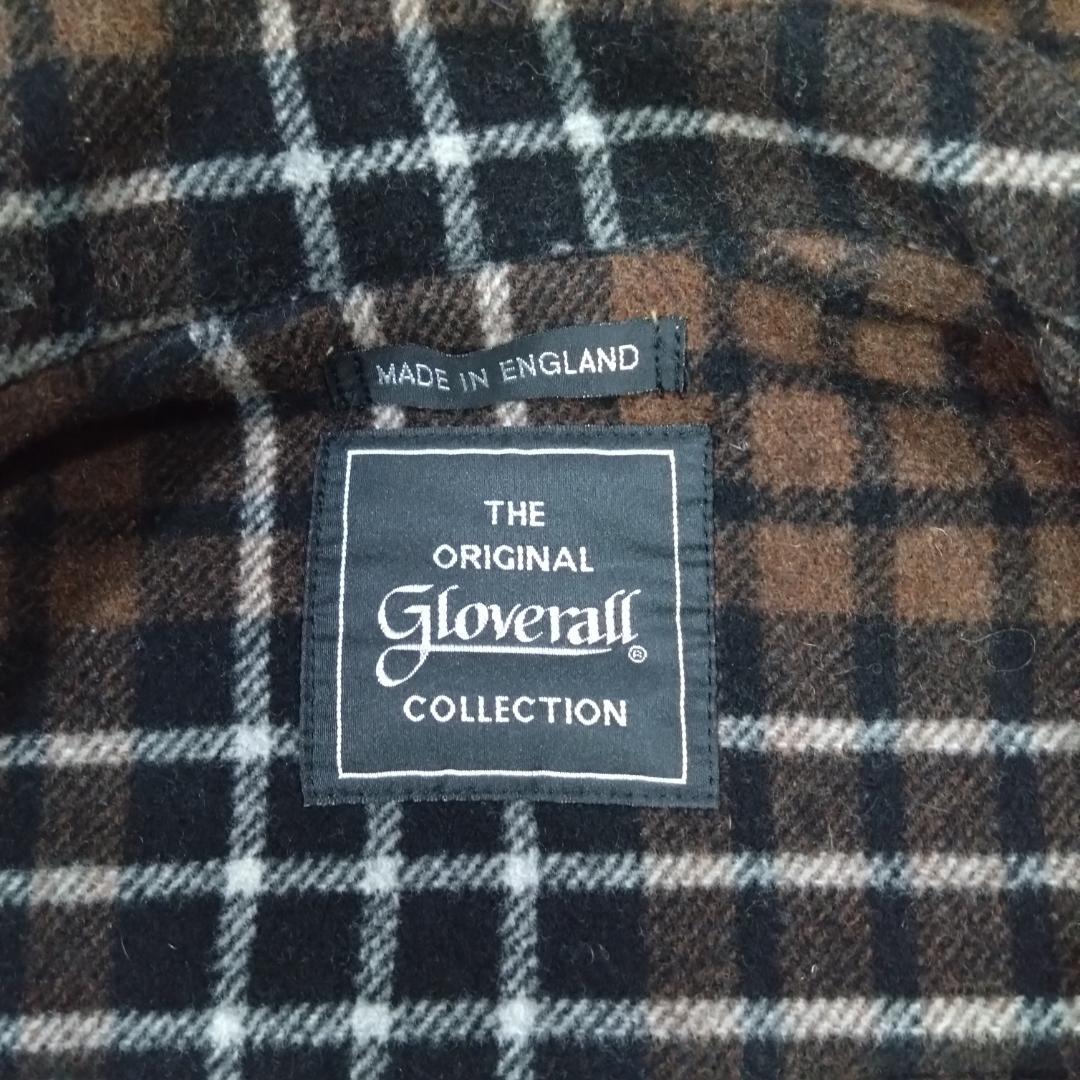 MADE IN ENGLAND
THE
ORIGINAL
Gloverall®
COLLECTION